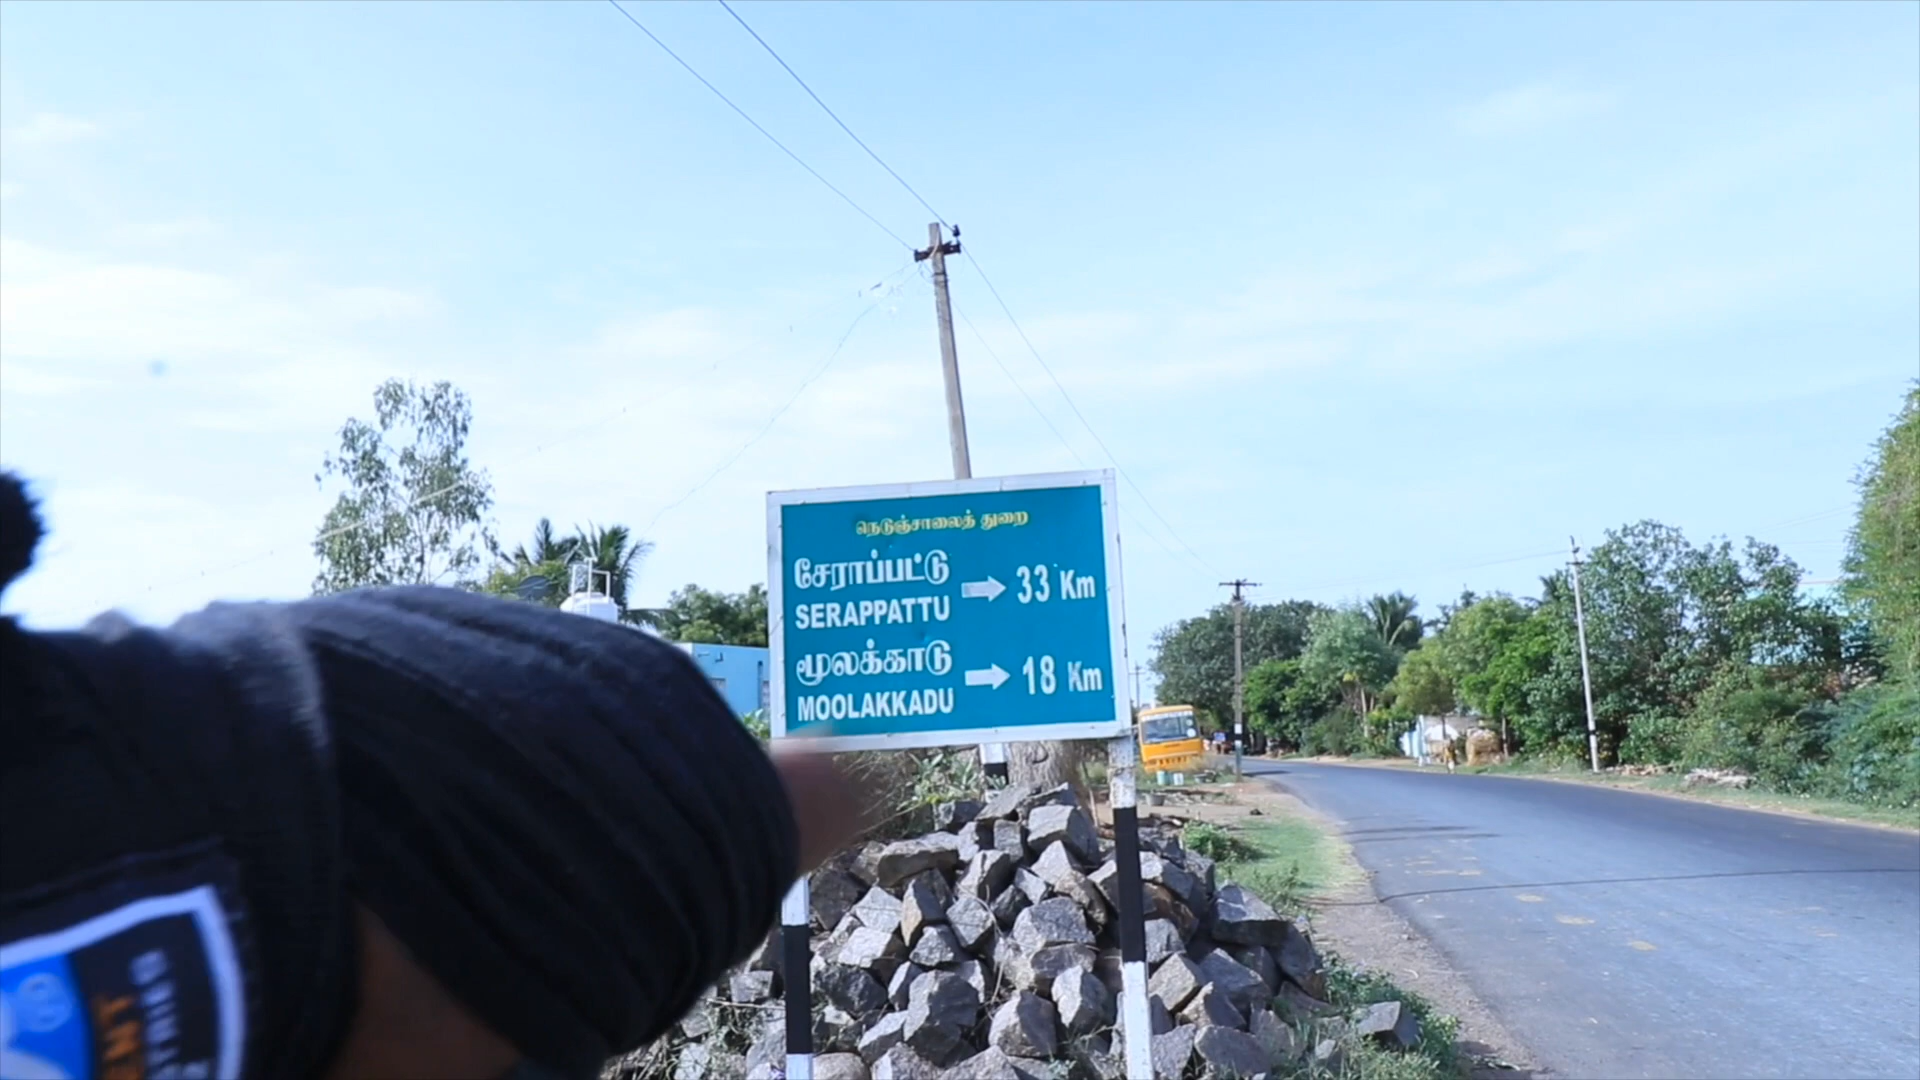 நெடுஞ்சாலைத் துறை
சேராப்பட்டு
SERAPPATTU
33 Km
மூலக்காடு
MOOLAKKADU
18 Km